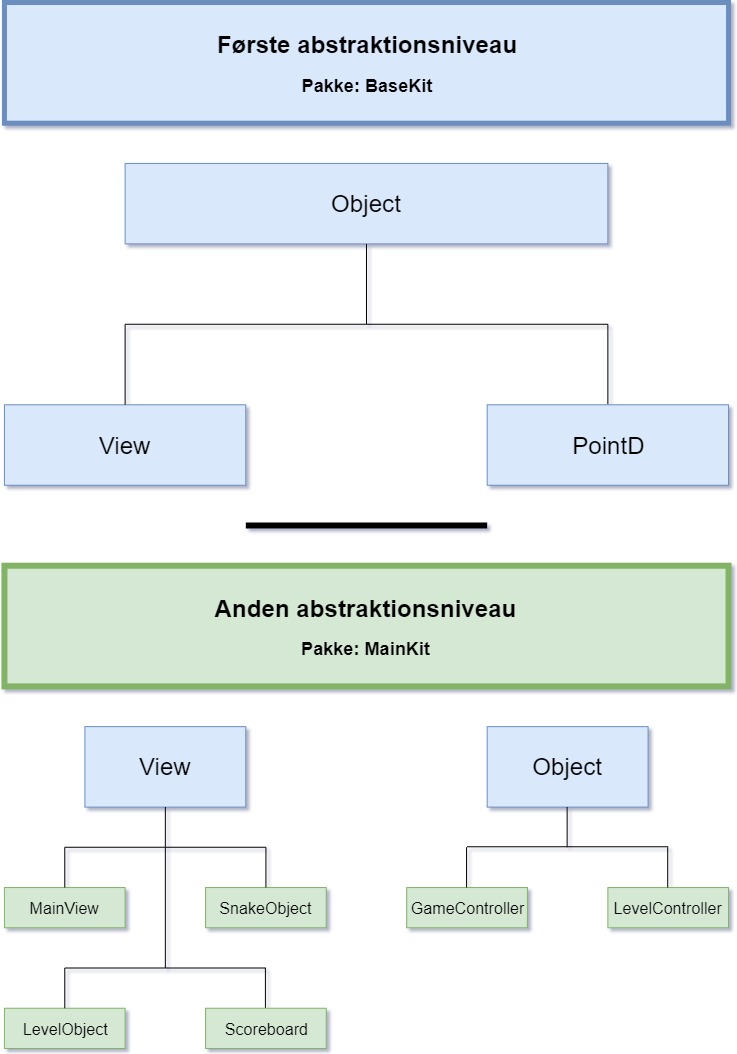 Første abstraktionsniveau
Pakke: BaseKit
Object
View
PointD
Anden abstraktionsniveau
Pakke: MainKit
View
Object
MainView
SnakeObject
GameController
LevelController
LevelObject
Scoreboard